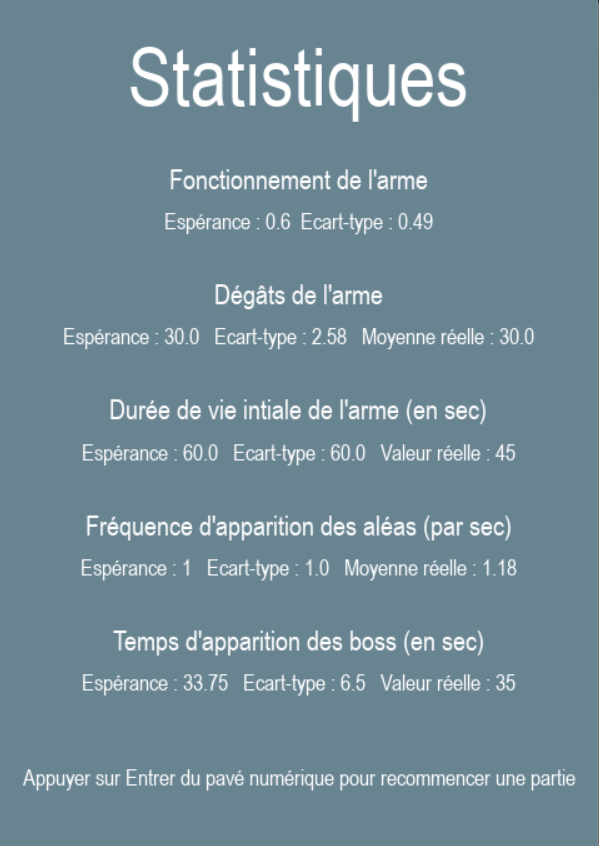 Statistiques
Fonctionnement de l'arme
Espérance : 0.6 Ecart-type : 0.49
Dégâts de l'arme
Espérance : 30.0 Ecart-type : 2.58 Moyenne réelle : 30.0
Durée de vie intiale de l'arme (en sec)
Espérance : 60.0 Ecart-type : 60.0 Valeur réelle : 45
Fréquence d'apparition des aléas (par sec)
Espérance : 1 Ecart-type : 1.0 Moyenne réelle : 1.18
Temps d'apparition des boss (en sec)
Espérance : 33.75 Ecart-type : 6.5 Valeur réelle : 35
Appuyer sur Entrer du pavé numérique pour recommencer une partie